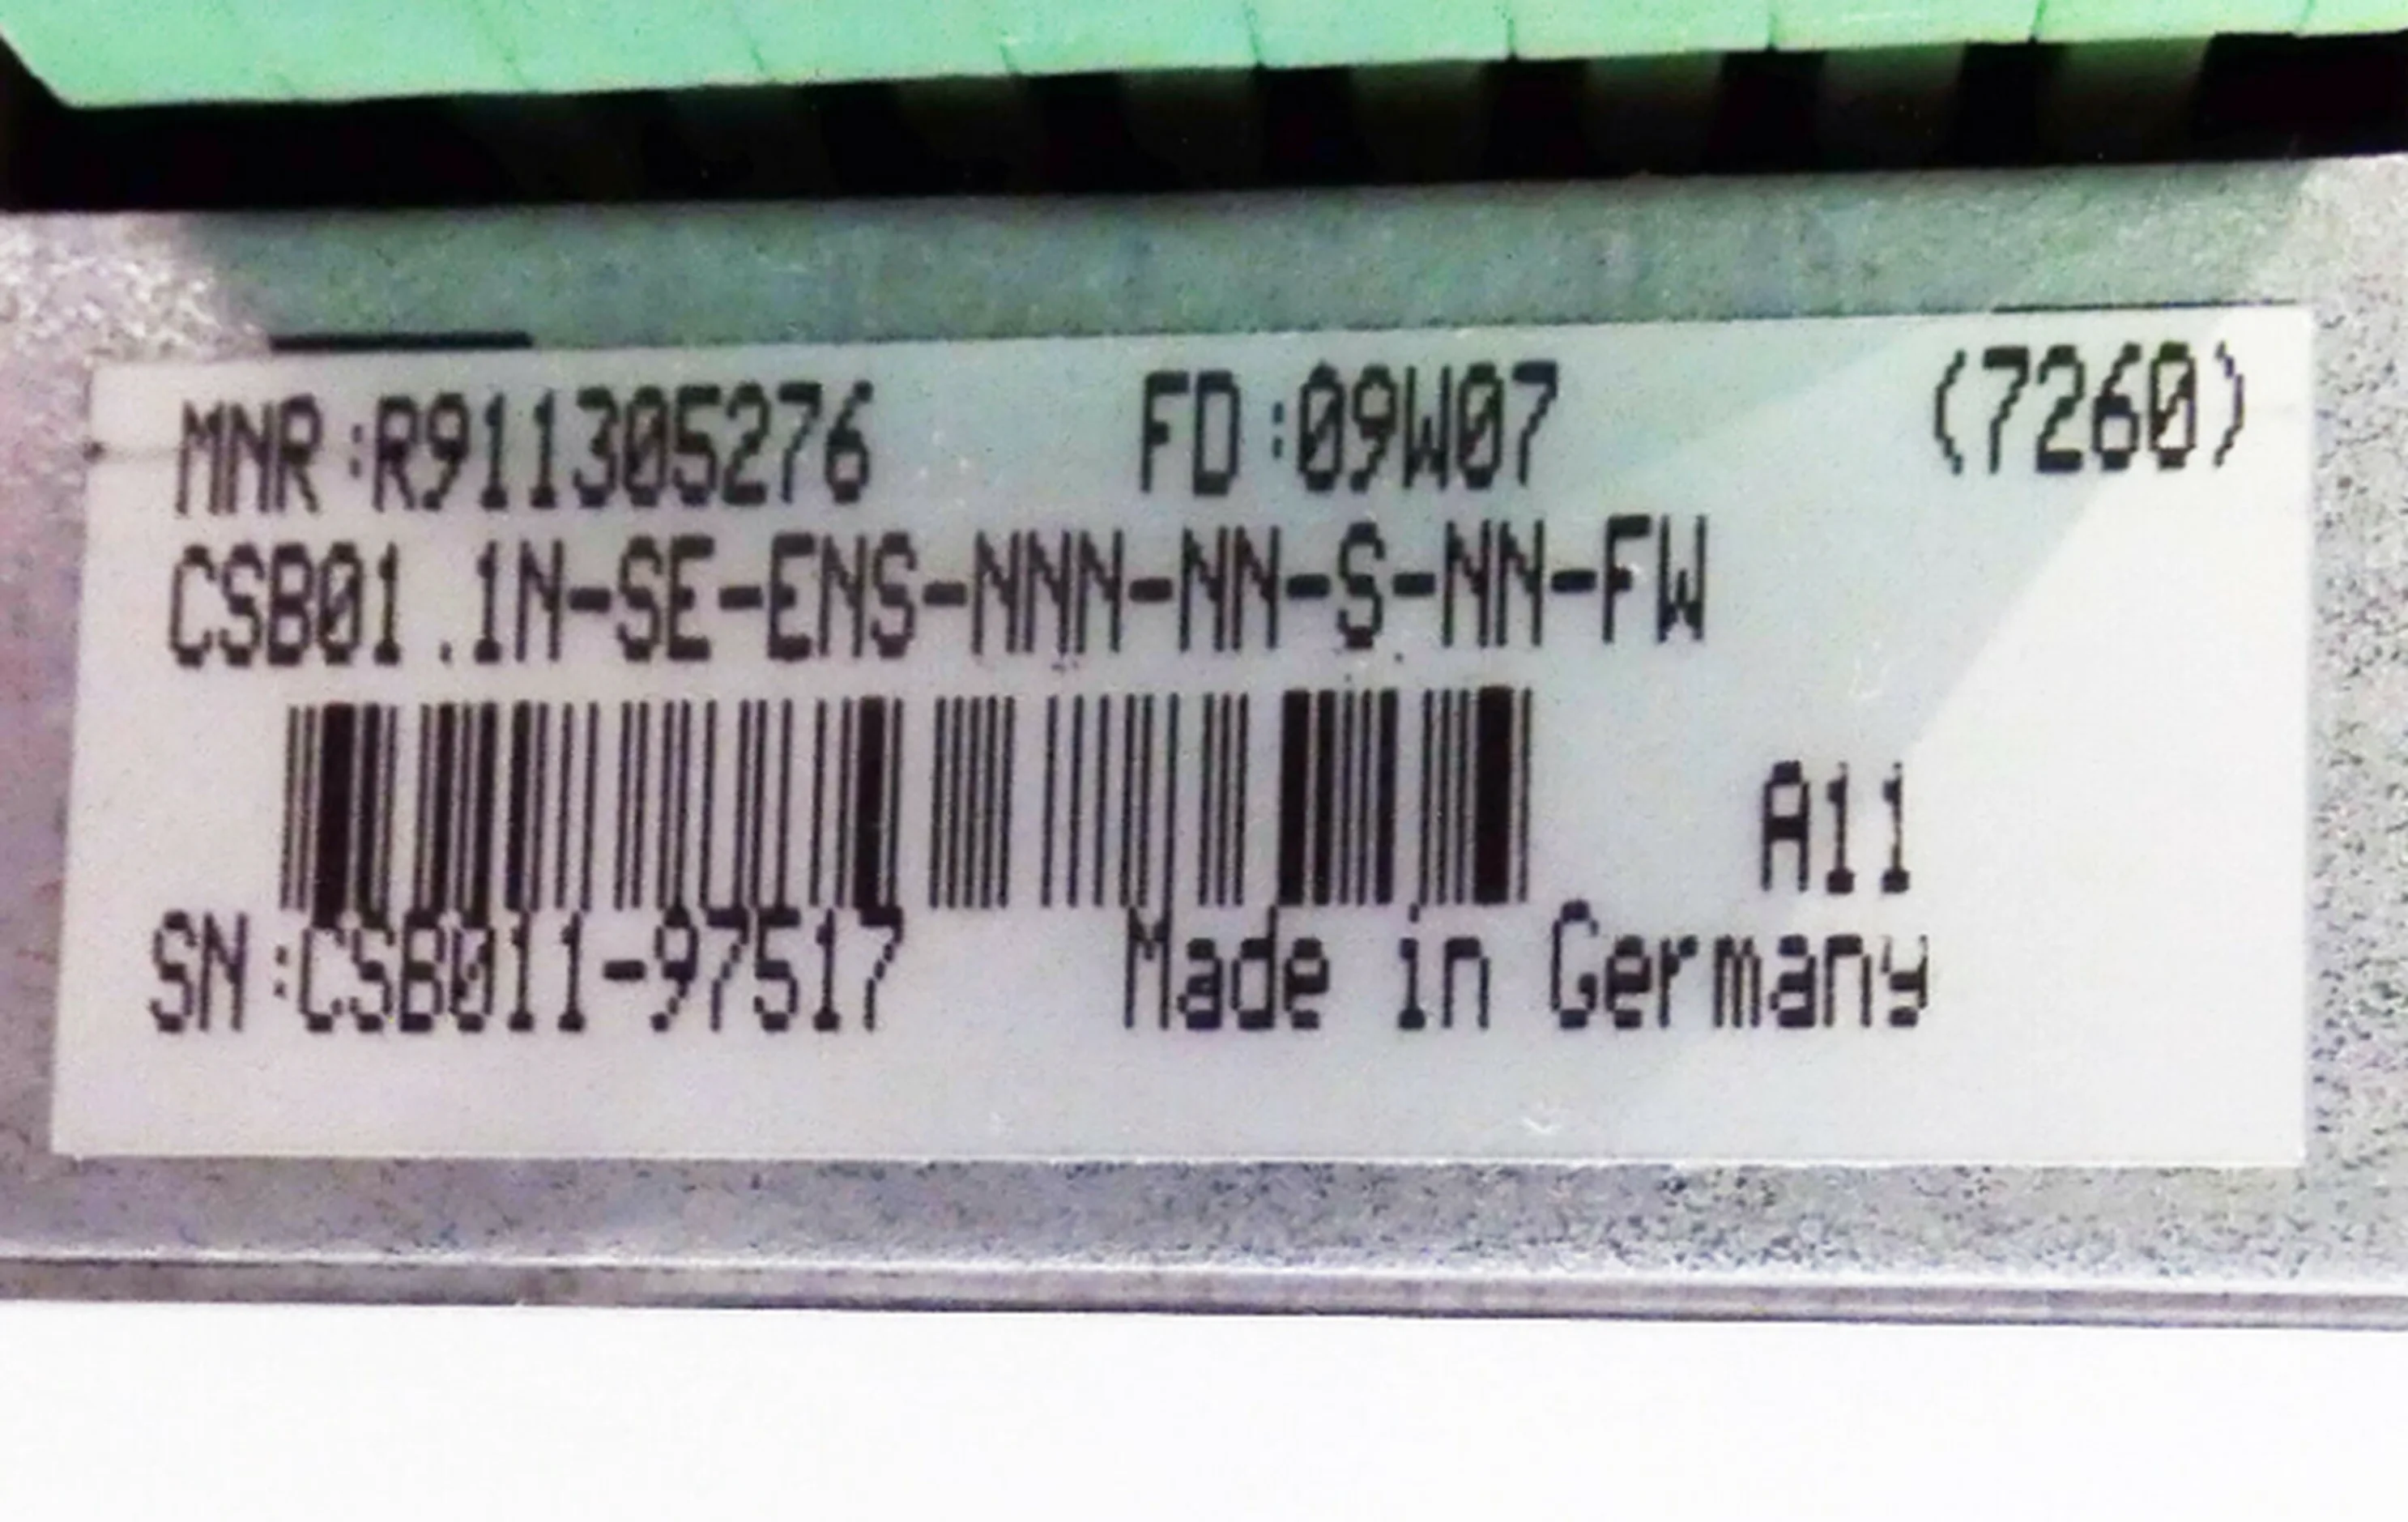 MNR:R911305276 FD:09W07 (7260)
CSB01.1N-SE-ENS-NNN-NN-S-NN-FW
A11
SN:CSB011-97517 Made in Germany